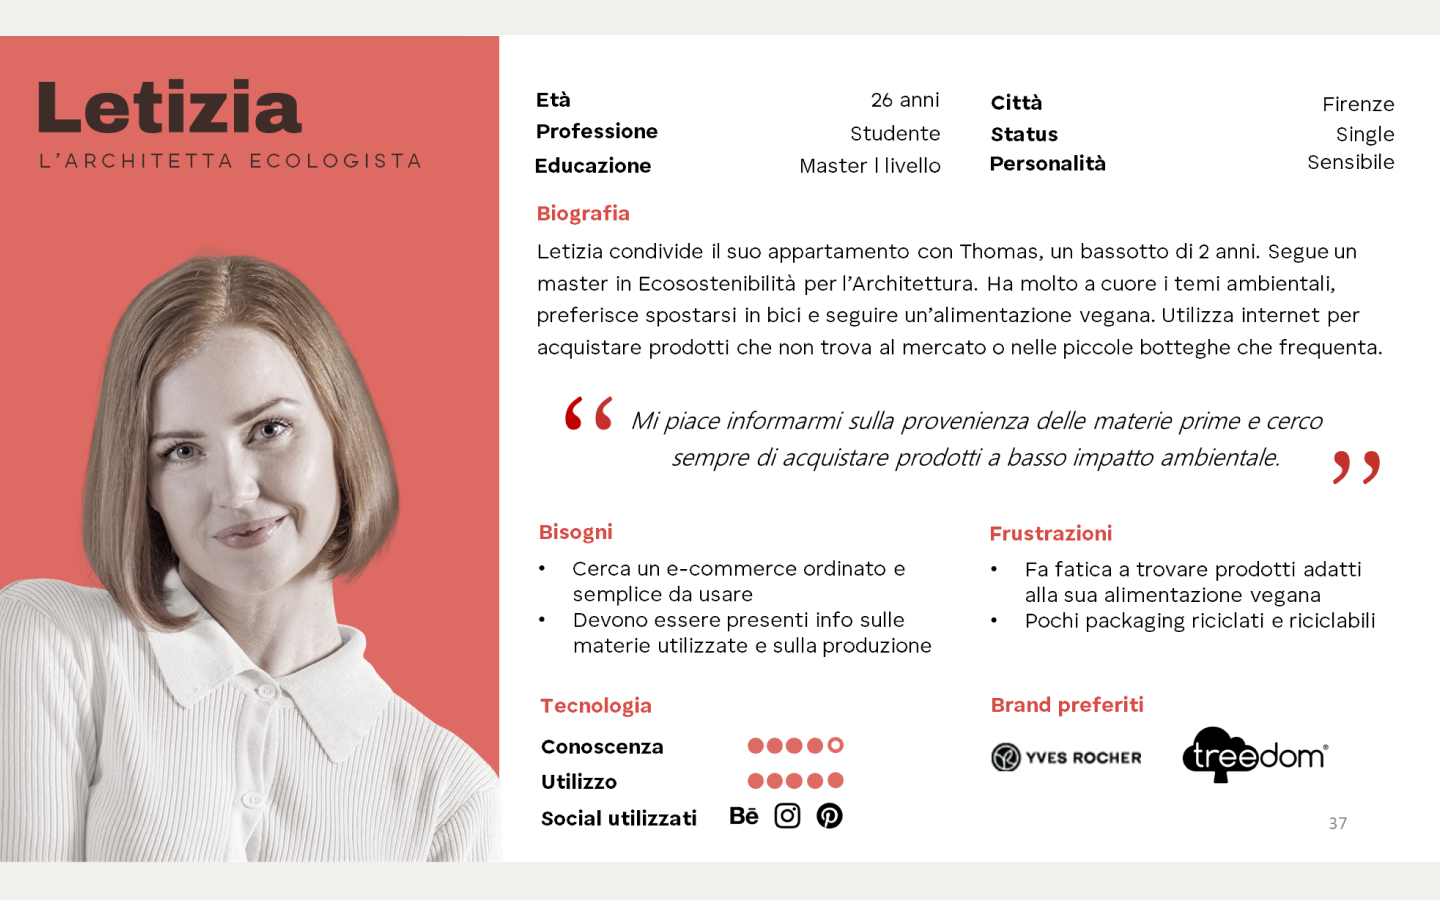 Letizia
L’ARCHITETTA ECOLOGISTA
Età 26 anni
Professione Studente
Educazione Master I livello
Città Firenze
Status Single
Personalità Sensibile
Biografia
Letizia condivide il suo appartamento con Thomas, un bassotto di 2 anni. Segue un
master in Ecosostenibilità per l’Architettura. Ha molto a cuore i temi ambientali,
preferisce spostarsi in bici e seguire un’alimentazione vegana. Utilizza internet per
acquistare prodotti che non trova al mercato o nelle piccole botteghe che frequenta.
“ Mi piace informarmi sulla provenienza delle materie prime e cerco
sempre di acquistare prodotti a basso impatto ambientale. ”
Bisogni
• Cerca un e-commerce ordinato e
semplice da usare
• Devono essere presenti info sulle
materie utilizzate e sulla produzione
Frustrazioni
• Fa fatica a trovare prodotti adatti
alla sua alimentazione vegana
• Pochi packaging riciclati e riciclabili
Tecnologia
Conoscenza
Utilizzo
Social utilizzati Bē
Brand preferiti
YVES ROCHER
treedom®
37